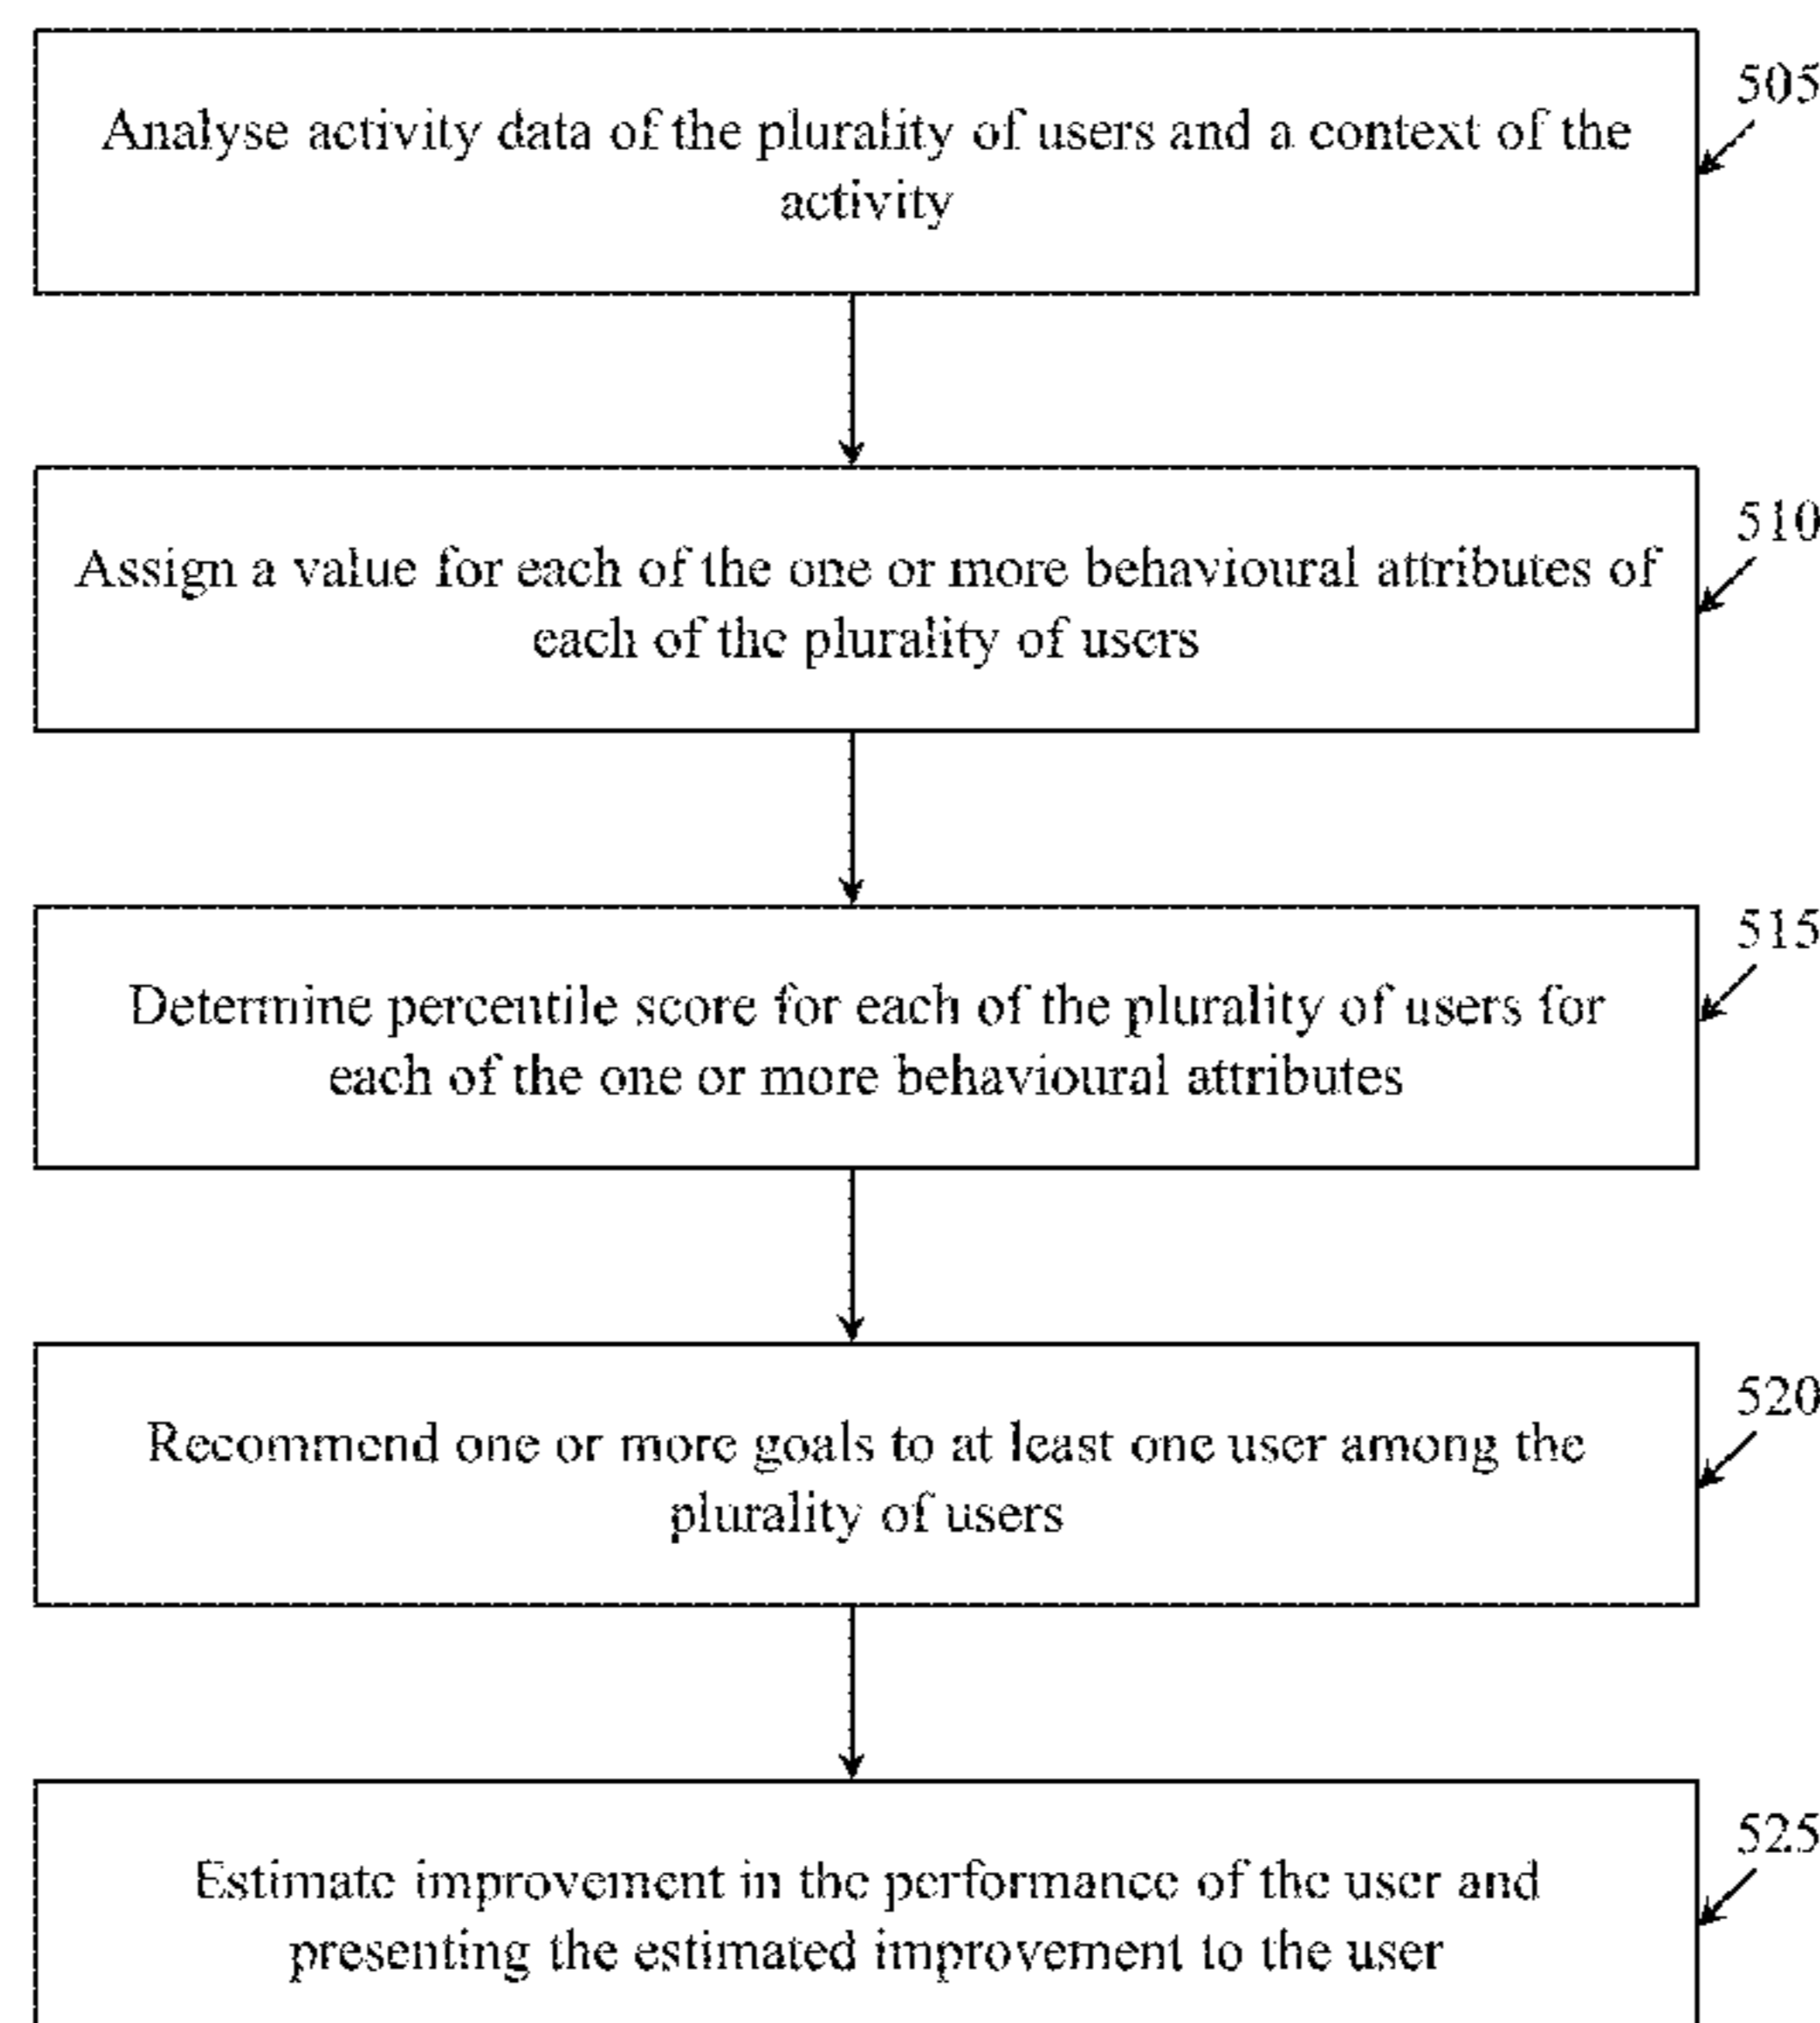 505
Analyse activity data of the plurality of users and a context of the
activity
510
Assign a value for each of the one or more behavioural attributes of
each of the plurality of users
515
Determine percentile score for each of the plurality of users for
each of the one or more behavioural attributes
520
Recommend one or more goals to at least one user among the
plurality of users
525
Estimate improvement in the performance of the user and
presenting the estimated improvement to the user